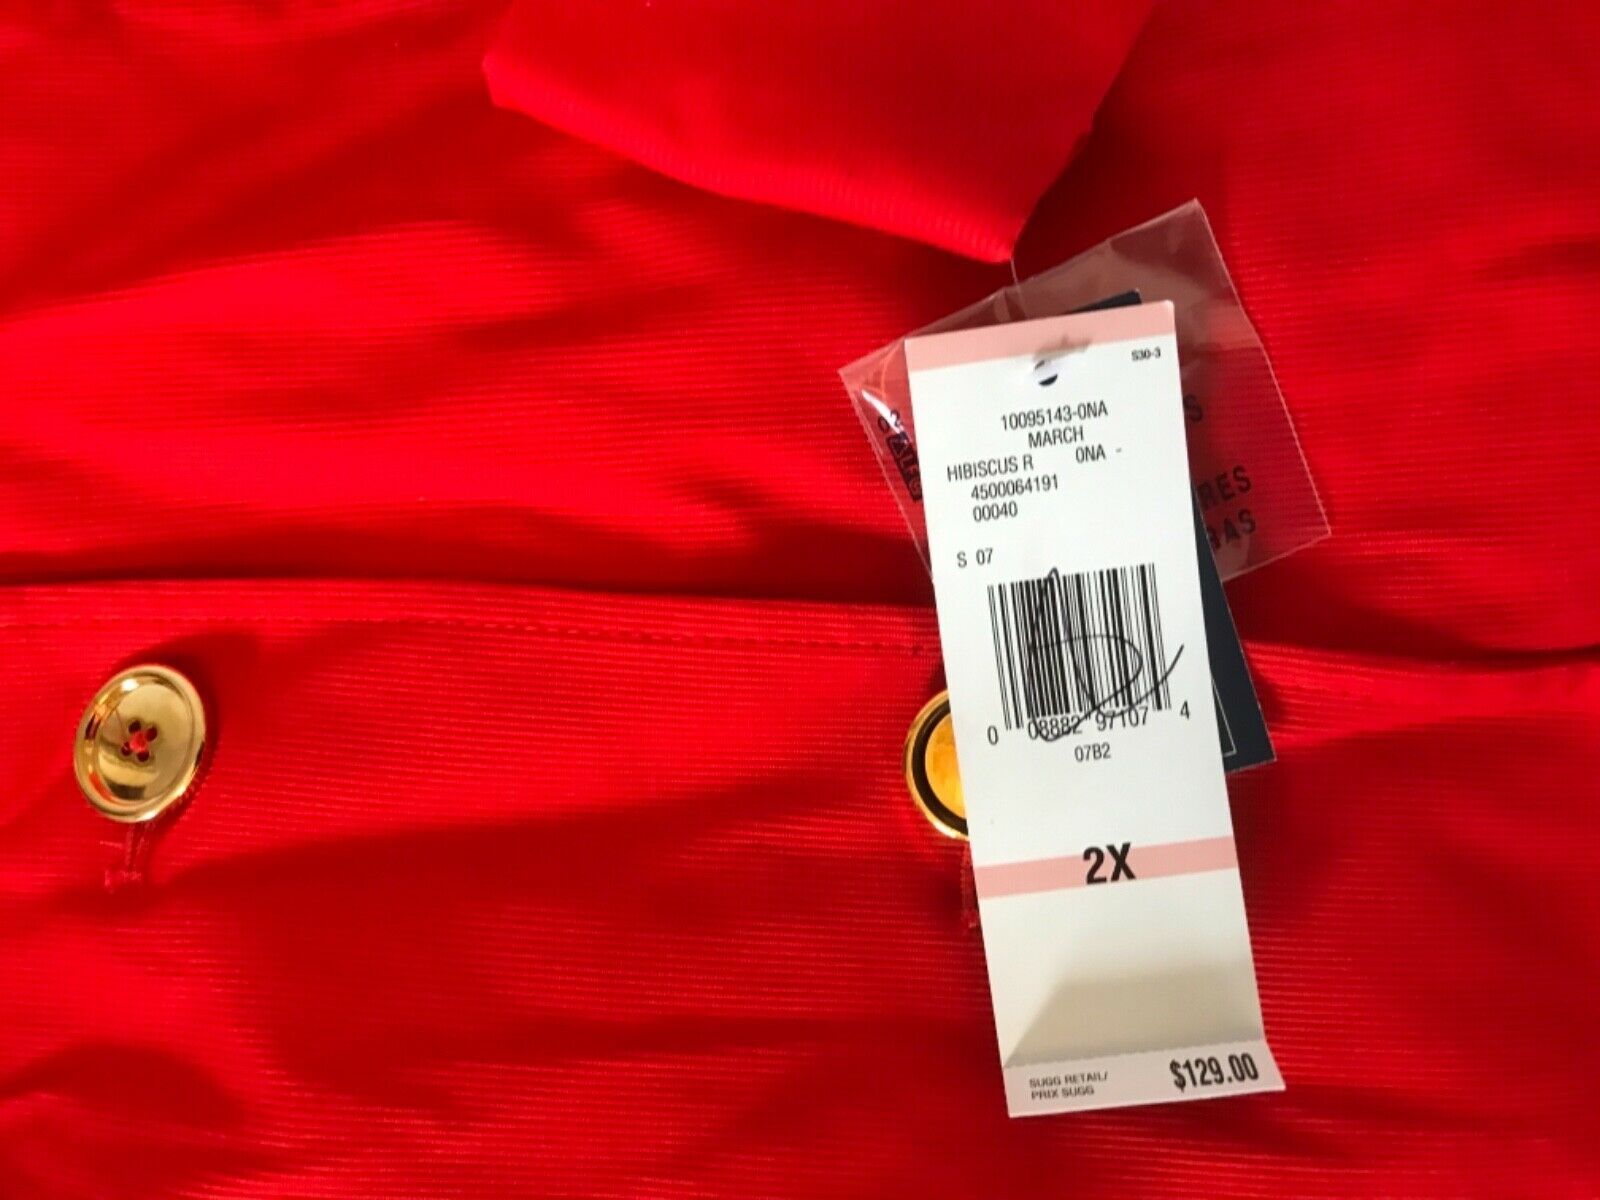 S30-3
10095143-0NA
MARCH
HIBISCUS R 0NA -
4500064191
00040
S 07
0 08882 97107 4
07B2
2X
SUGG RETAIL/
PRIX SUGG
$129.00